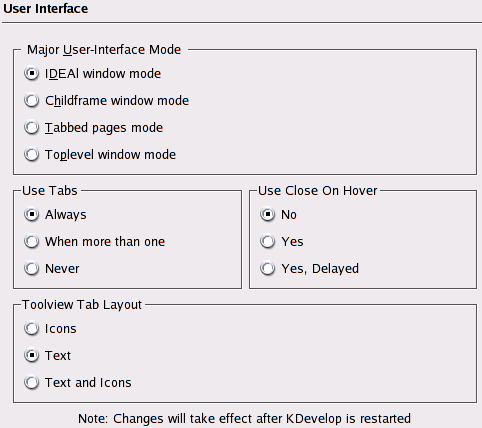 User Interface
Major User-Interface Mode
IDEAl window mode
Childframe window mode
Tabbed pages mode
Toplevel window mode
Use Tabs
Always
When more than one
Never
Use Close On Hover
No
Yes
Yes, Delayed
Toolview Tab Layout
Icons
Text
Text and Icons
Note: Changes will take effect after KDevelop is restarted